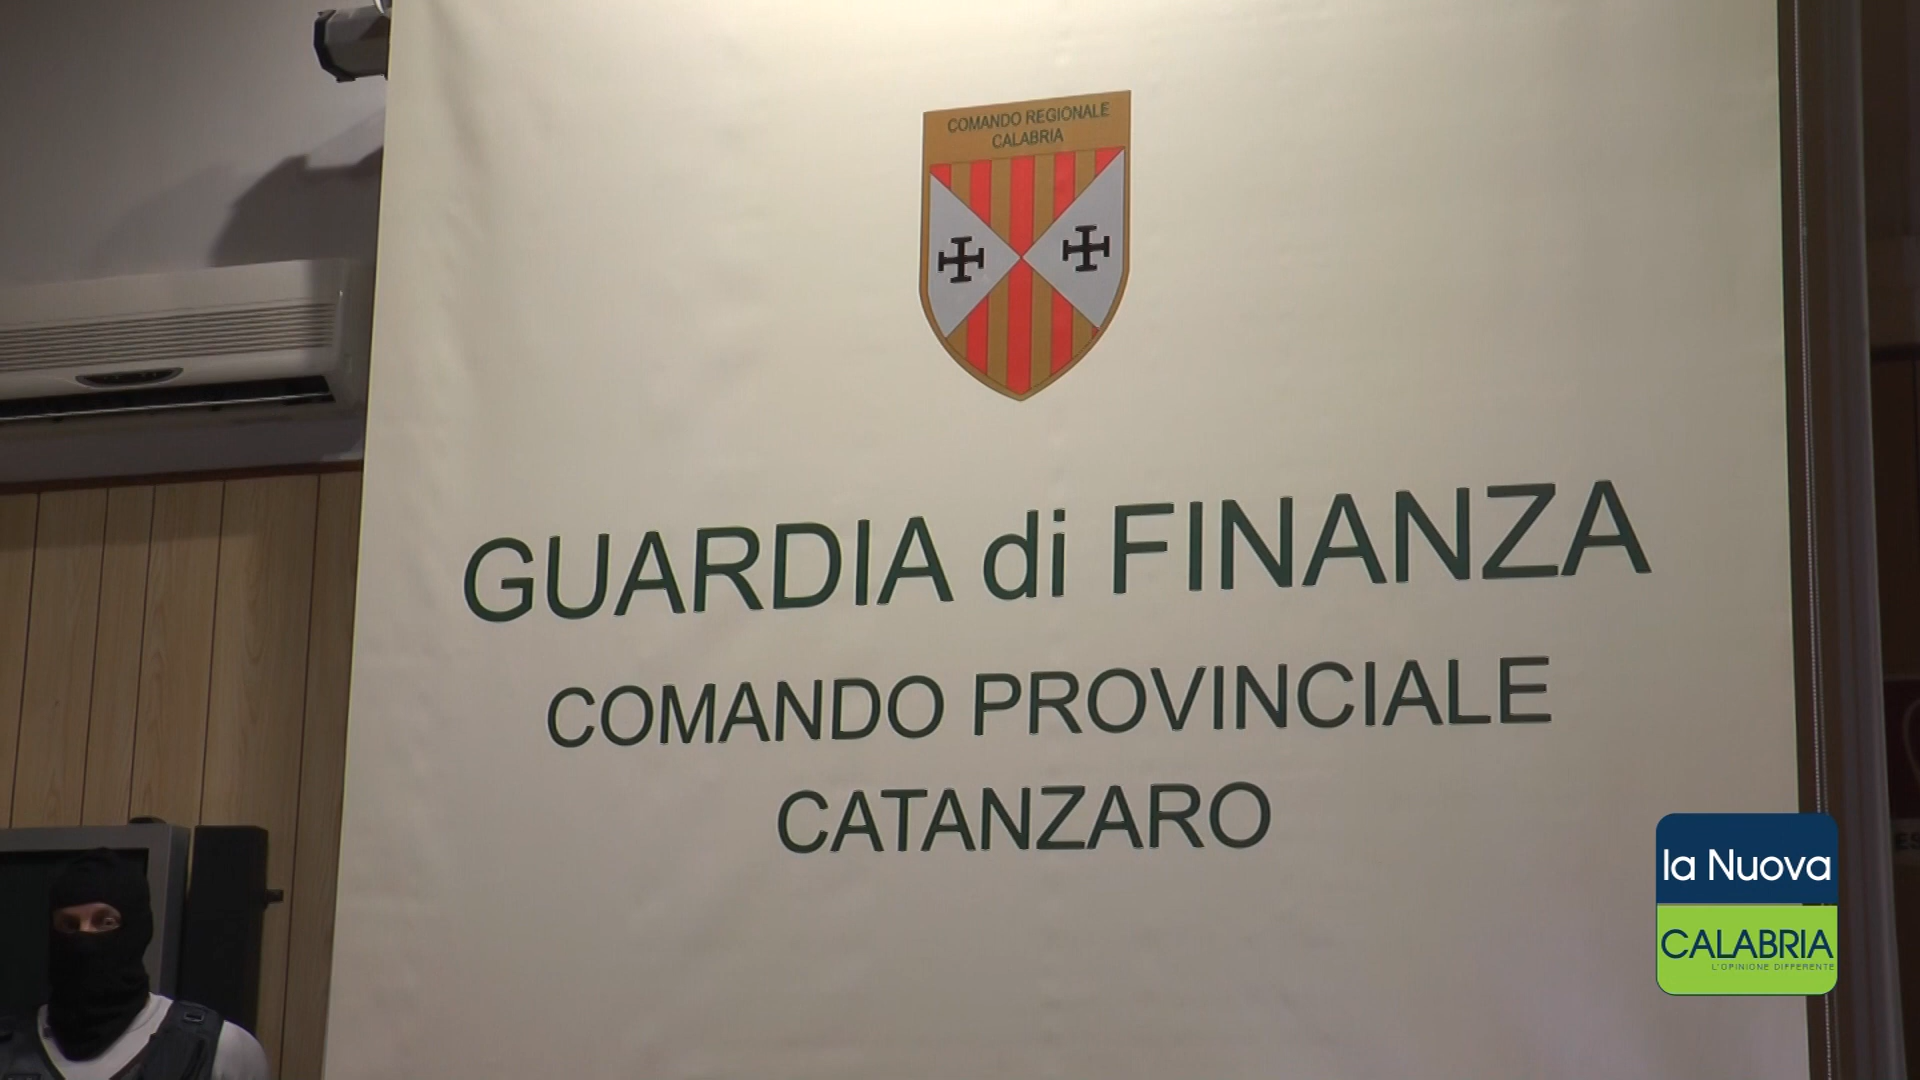 COMANDO REGIONALE
CALABRIA
GUARDIA di FINANZA
COMANDO PROVINCIALE
CATANZARO
la Nuova
CALABRIA
L'OPINIONE DIFFERENTE